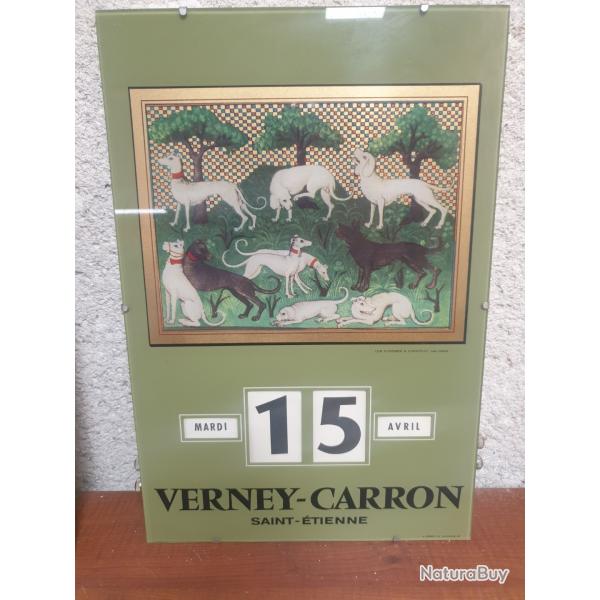 MARDI
15
AVRIL
VERNEY-CARRON
SAINT-ÉTIENNE
NaturaBuy